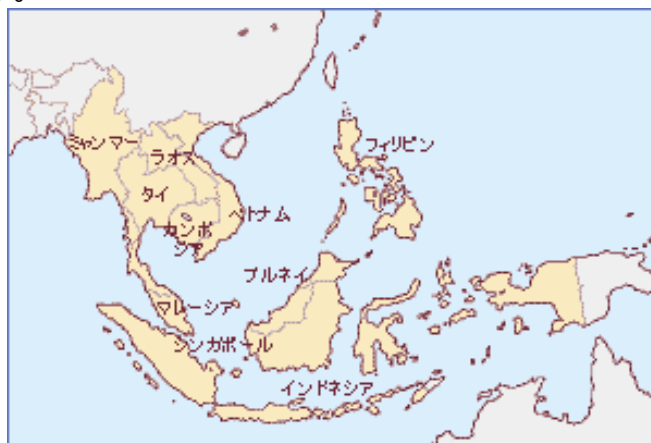 ミャンマー
ラオス
フィリピン
タイ
ベトナム
カンボ
ジア
ブルネイ
マレーシア
シンガポール
インドネシア